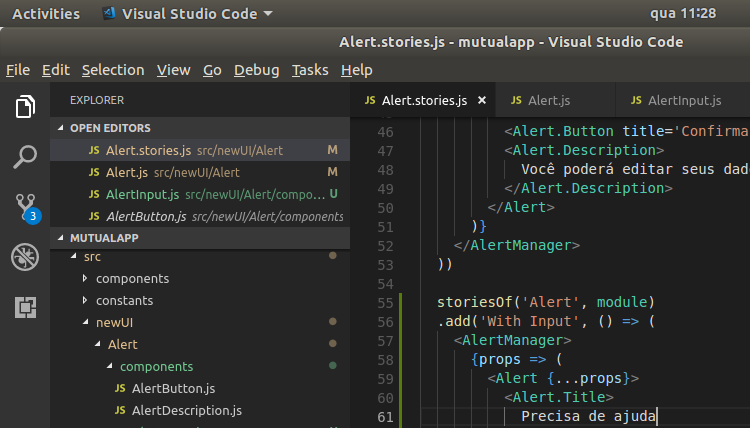 Activities Visual Studio Code qua 11:28
Alert.stories.js - mutualapp - Visual Studio Code
File Edit Selection View Go Debug Tasks Help
EXPLORER
OPEN EDITORS
JS Alert.stories.js src/newUI/Alert M
JS Alert.js src/newUI/Alert M
JS AlertInput.js src/newUI/Alert/compo... U
JS AlertButton.js src/newUI/Alert/components
3
MUTUALAPP
src
components
constants
newUI
Alert
components
JS AlertButton.js
JS AlertDescription.js
JS Alert.stories.js × JS Alert.js JS AlertInput.js
46 <Alert.Button title='Confirma
47 <Alert.Description>
48 Você poderá editar seus dado
49 </Alert.Description>
50 </Alert>
51 )}
52 </AlertManager>
53 ))
54
55 storiesOf('Alert', module)
56 .add('With Input', () => (
57 <AlertManager>
58 {props => (
59 <Alert {...props}>
60 <Alert.Title>
61 Precisa de ajuda